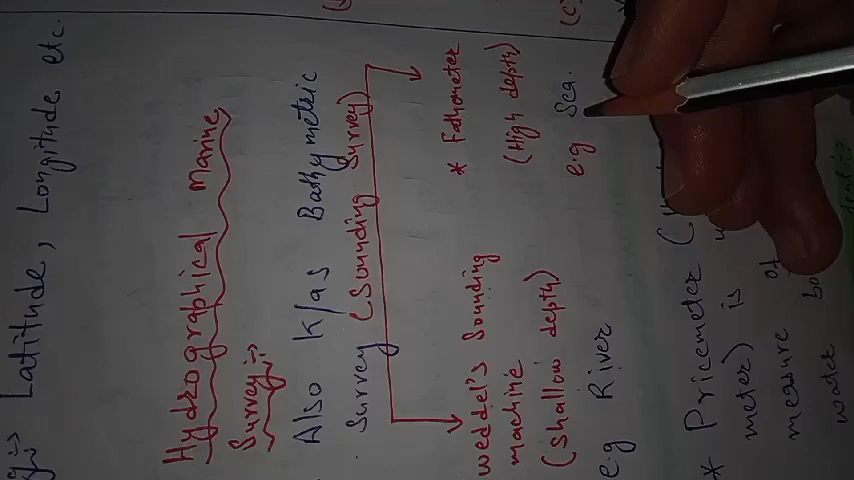 Latitude, Longitude etc.
Hydrographical Marine
Survey :->
Also K/as Bathymetric
Survey (Sounding Survey)
weddel's Sounding
machine
(Shallow depth)
e.g River
* Fathometer
(High depth)
e.g Sea.
* Pricemeter (
meter) is
measure of
water